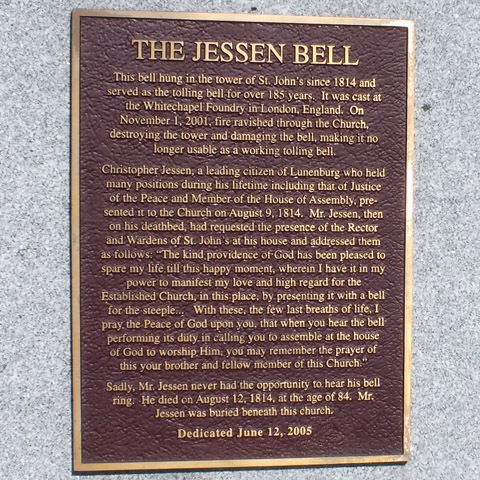 THE JESSEN BELL
This bell hung in the tower of St. John's since 1814 and
served as the tolling bell for over 185 years. It was cast at
the Whitechapel Foundry in London, England. On
November 1, 2001, fire ravished through the Church,
destroying the tower and damaging the bell, making it no
longer usable as a working tolling bell.
Christopher Jessen, a leading citizen of Lunenburg who held
many positions during his lifetime including that of Justice
of the Peace and Member of the House of Assembly, pre-
sented it to the Church on August 9, 1814. Mr. Jessen, then
on his deathbed, had requested the presence of the Rector
and Wardens of St. John's at his house and addressed them
as follows: "The kind providence of God has been pleased to
spare my life till this happy moment, wherein I have it in my
power to manifest my love and high regard for the
Established Church, in this place, by presenting it with a bell
for the steeple... With these, the few last breaths of life, I
pray the Peace of God upon you, that when you hear the bell
performing its duty in calling you to assemble at the house
of God to worship Him, you may remember the prayer of
this your brother and fellow member of this Church."
Sadly, Mr. Jessen never had the opportunity to hear his bell
ring. He died on August 12, 1814, at the age of 84. Mr.
Jessen was buried beneath this church.
Dedicated June 12, 2005